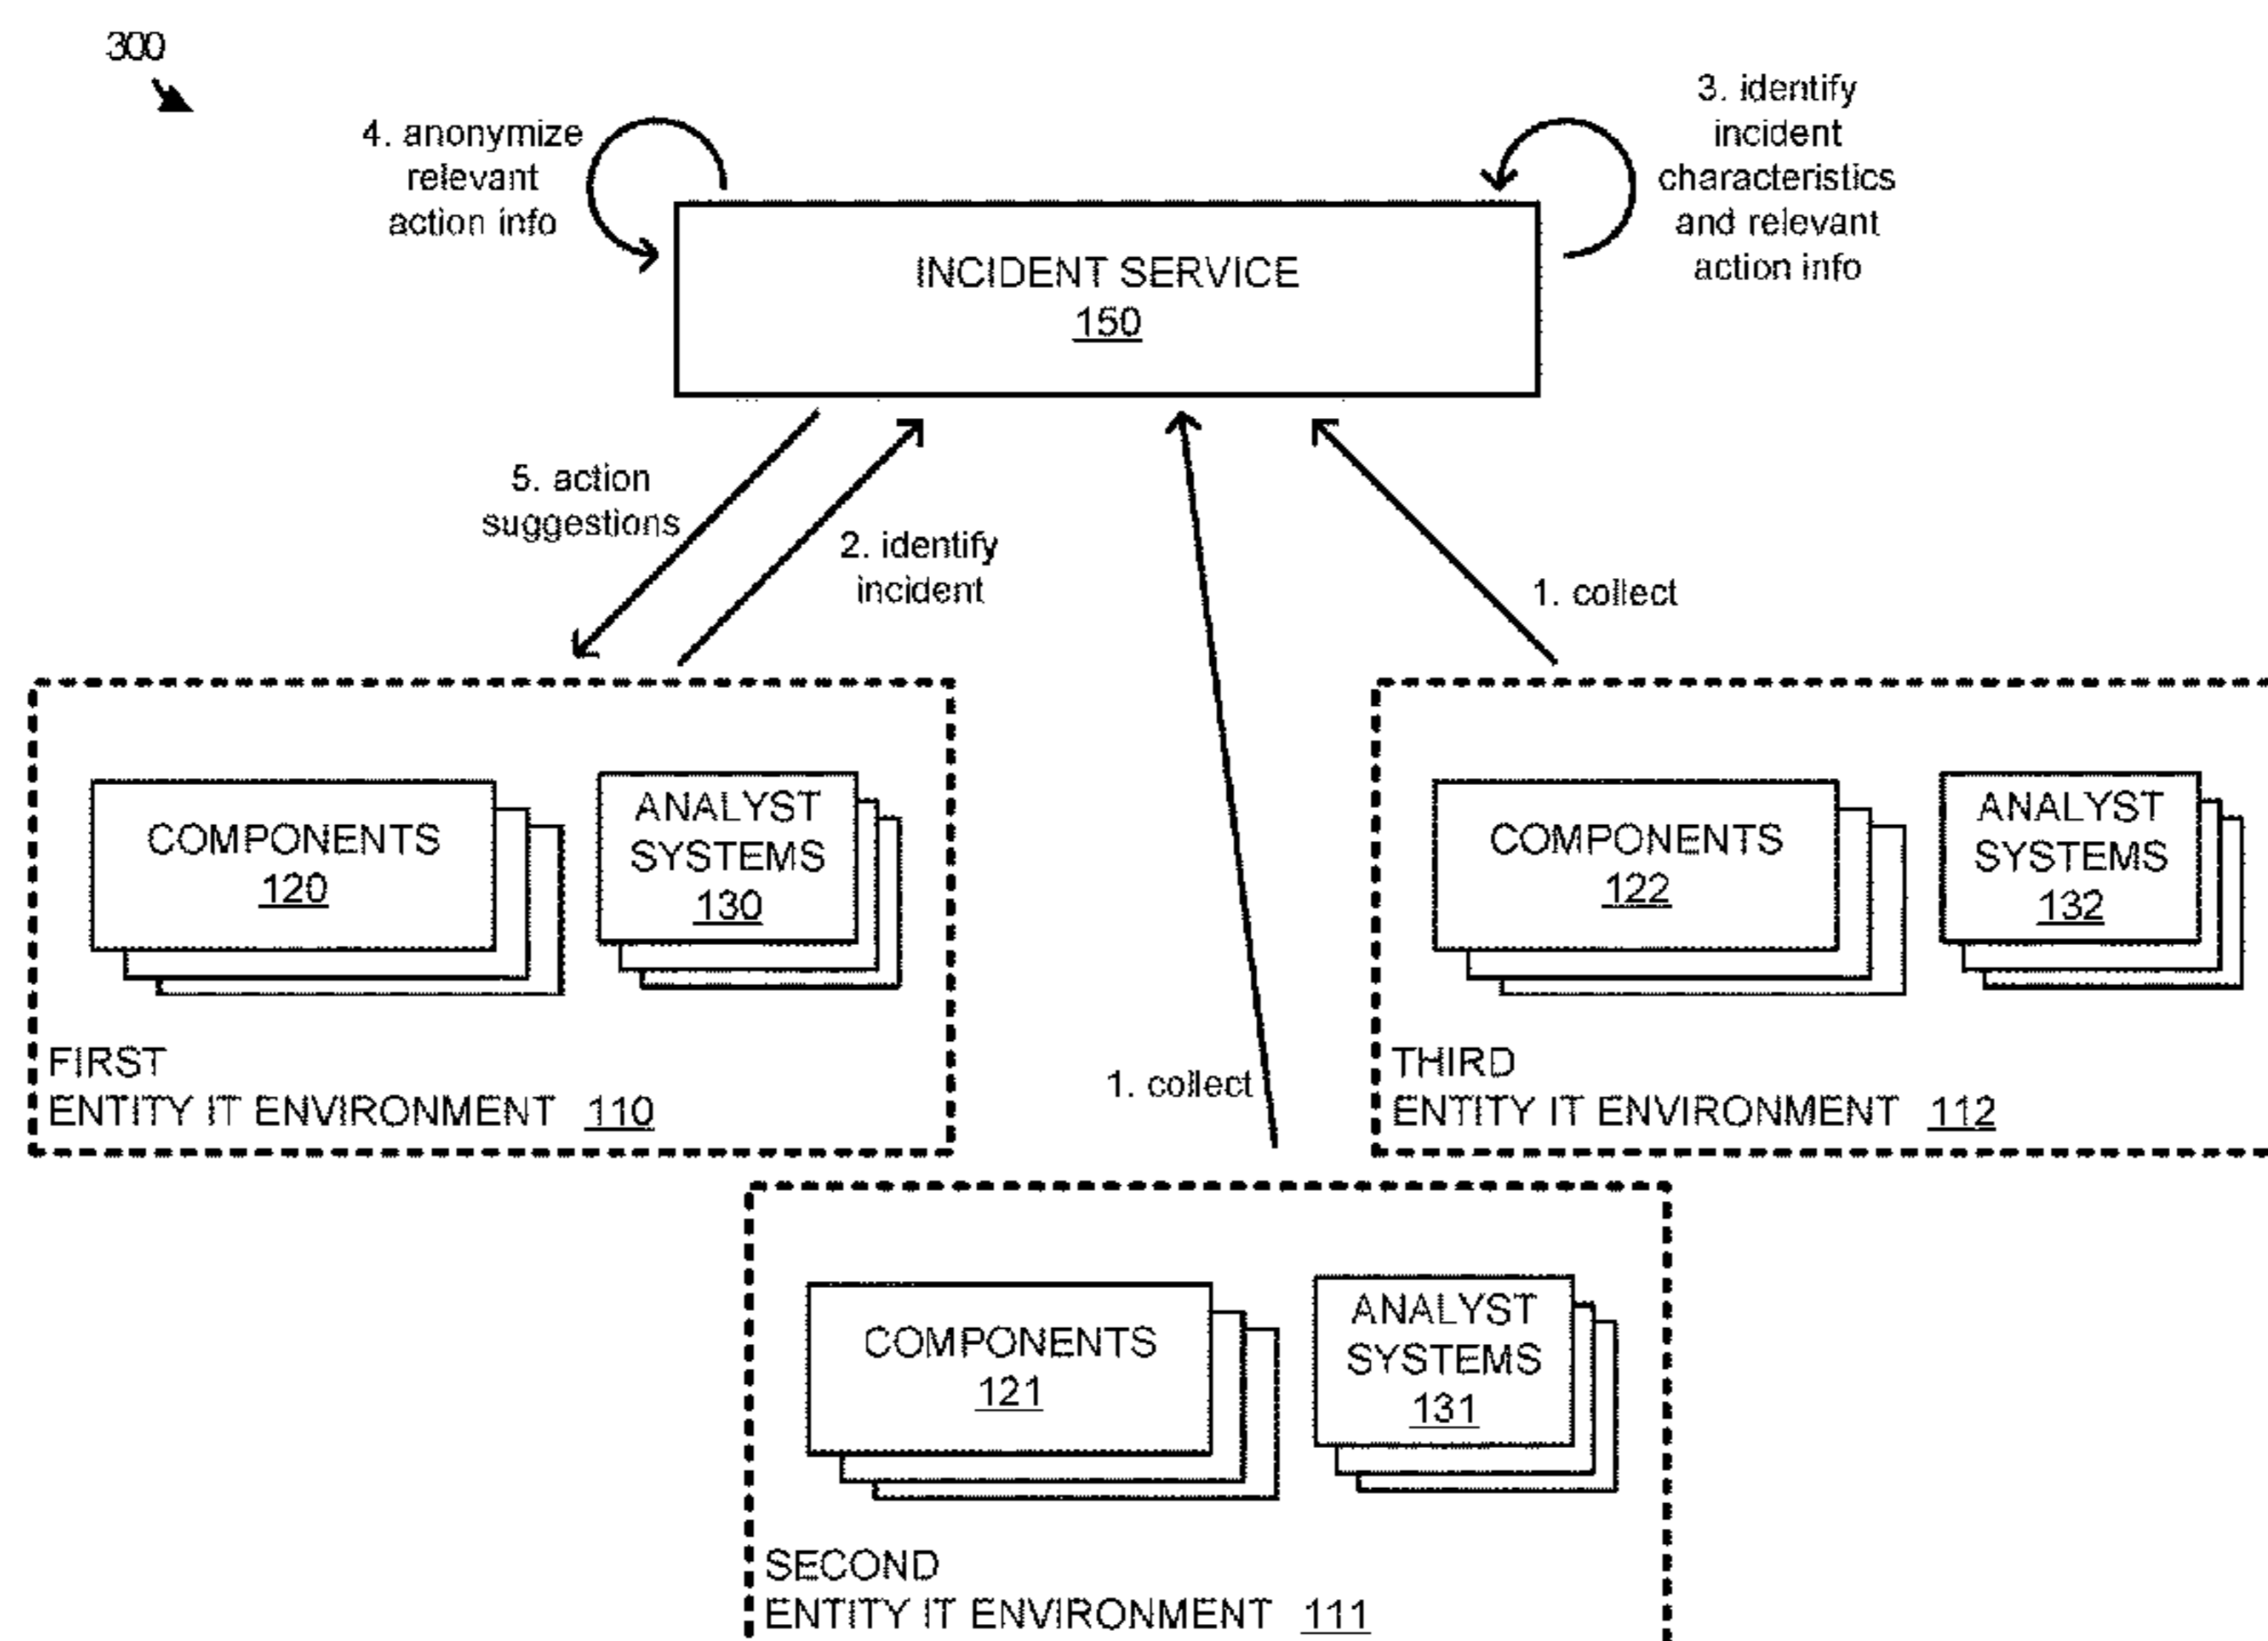 300
4. anonymize
relevant
action info
3. identify
incident
characteristics
and relevant
action info
INCIDENT SERVICE
150
5. action
suggestions
2. identify
incident
1. collect
COMPONENTS
120
ANALYST
SYSTEMS
130
FIRST
ENTITY IT ENVIRONMENT 110
1. collect
COMPONENTS
122
ANALYST
SYSTEMS
132
THIRD
ENTITY IT ENVIRONMENT 112
COMPONENTS
121
ANALYST
SYSTEMS
131
SECOND
ENTITY IT ENVIRONMENT 111